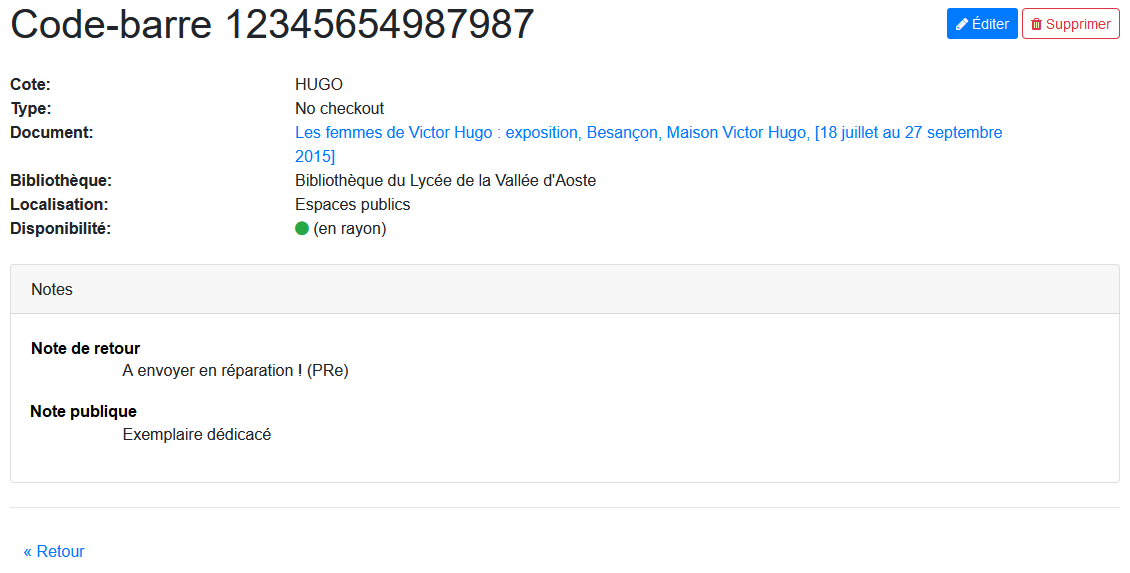 Code-barre 12345654987987
Éditer
Supprimer
Cote: HUGO
Type: No checkout
Document: Les femmes de Victor Hugo : exposition, Besançon, Maison Victor Hugo, [18 juillet au 27 septembre
2015]
Bibliothèque: Bibliothèque du Lycée de la Vallée d'Aoste
Localisation: Espaces publics
Disponibilité: (en rayon)
Notes
Note de retour
A envoyer en réparation ! (PRe)
Note publique
Exemplaire dédicacé
« Retour